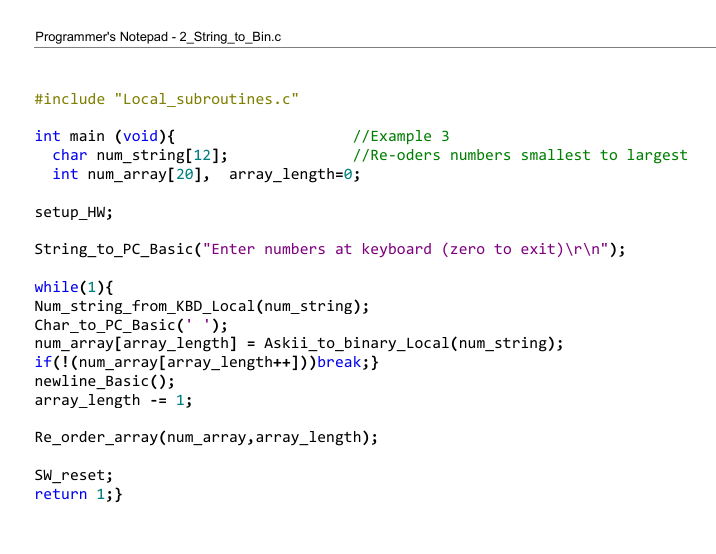 Programmer's Notepad - 2_String_to_Bin.c
#include "Local_subroutines.c"
int main (void){ //Example 3
char num_string[12]; //Re-oders numbers smallest to largest
int num_array[20], array_length=0;
setup_HW;
String_to_PC_Basic("Enter numbers at keyboard (zero to exit)\r\n");
while(1){
Num_string_from_KBD_Local(num_string);
Char_to_PC_Basic(' ');
num_array[array_length] = Askii_to_binary_Local(num_string);
if(!(num_array[array_length++]))break;}
newline_Basic();
array_length -= 1;
Re_order_array(num_array,array_length);
SW_reset;
return 1;}